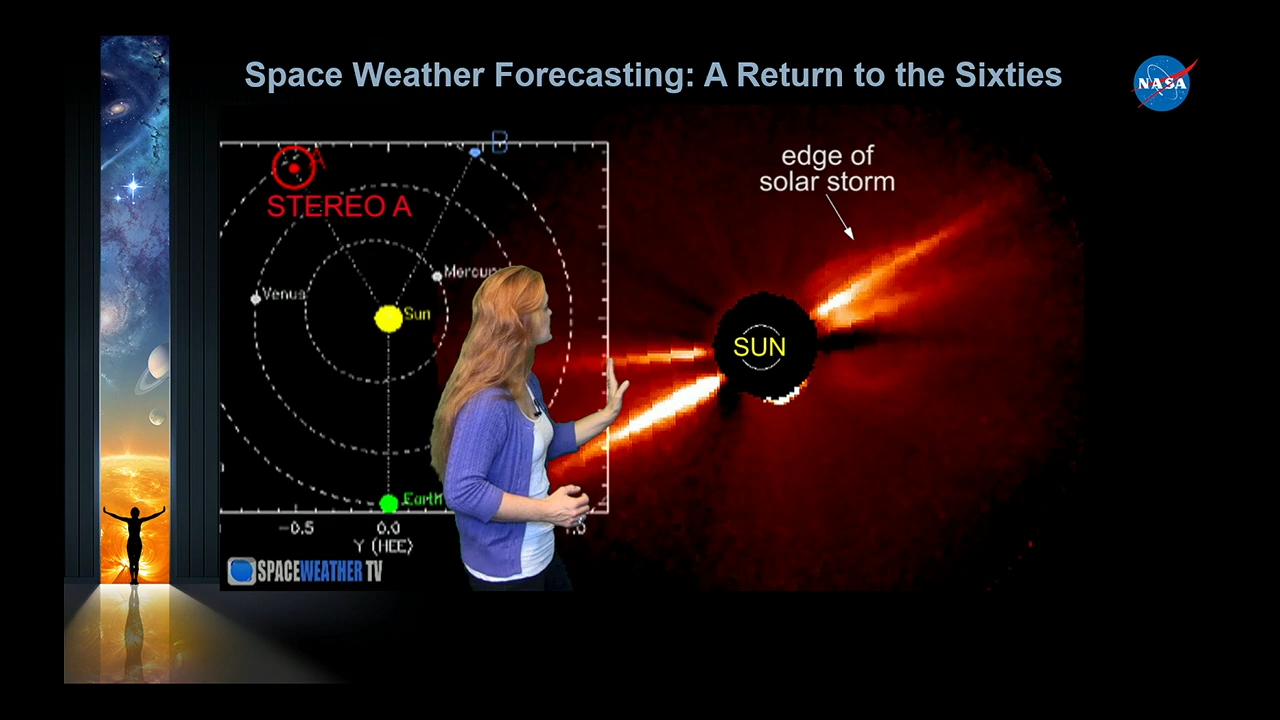 Space Weather Forecasting: A Return to the Sixties
NASA
B
A
STEREO A
edge of
solar storm
Mercury
Venus
Sun
SUN
Earth
−0.5
0.0
Y (HEE)
SPACEWEATHER TV